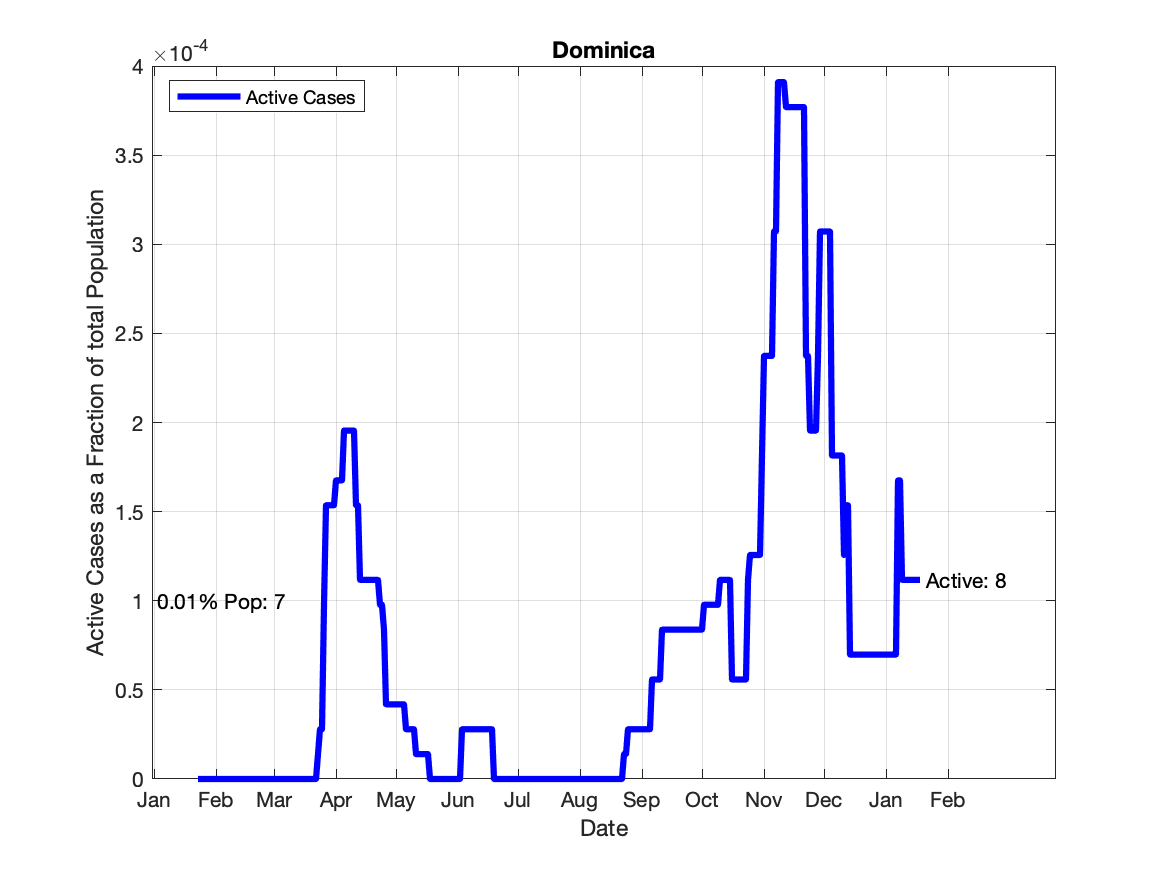 Dominica
×10⁻⁴
4
3.5
3
2.5
2
1.5
1
0.5
0
Active Cases as a Fraction of total Population
Active Cases
0.01% Pop: 7
Active: 8
Jan Feb Mar Apr May Jun Jul Aug Sep Oct Nov Dec Jan Feb
Date